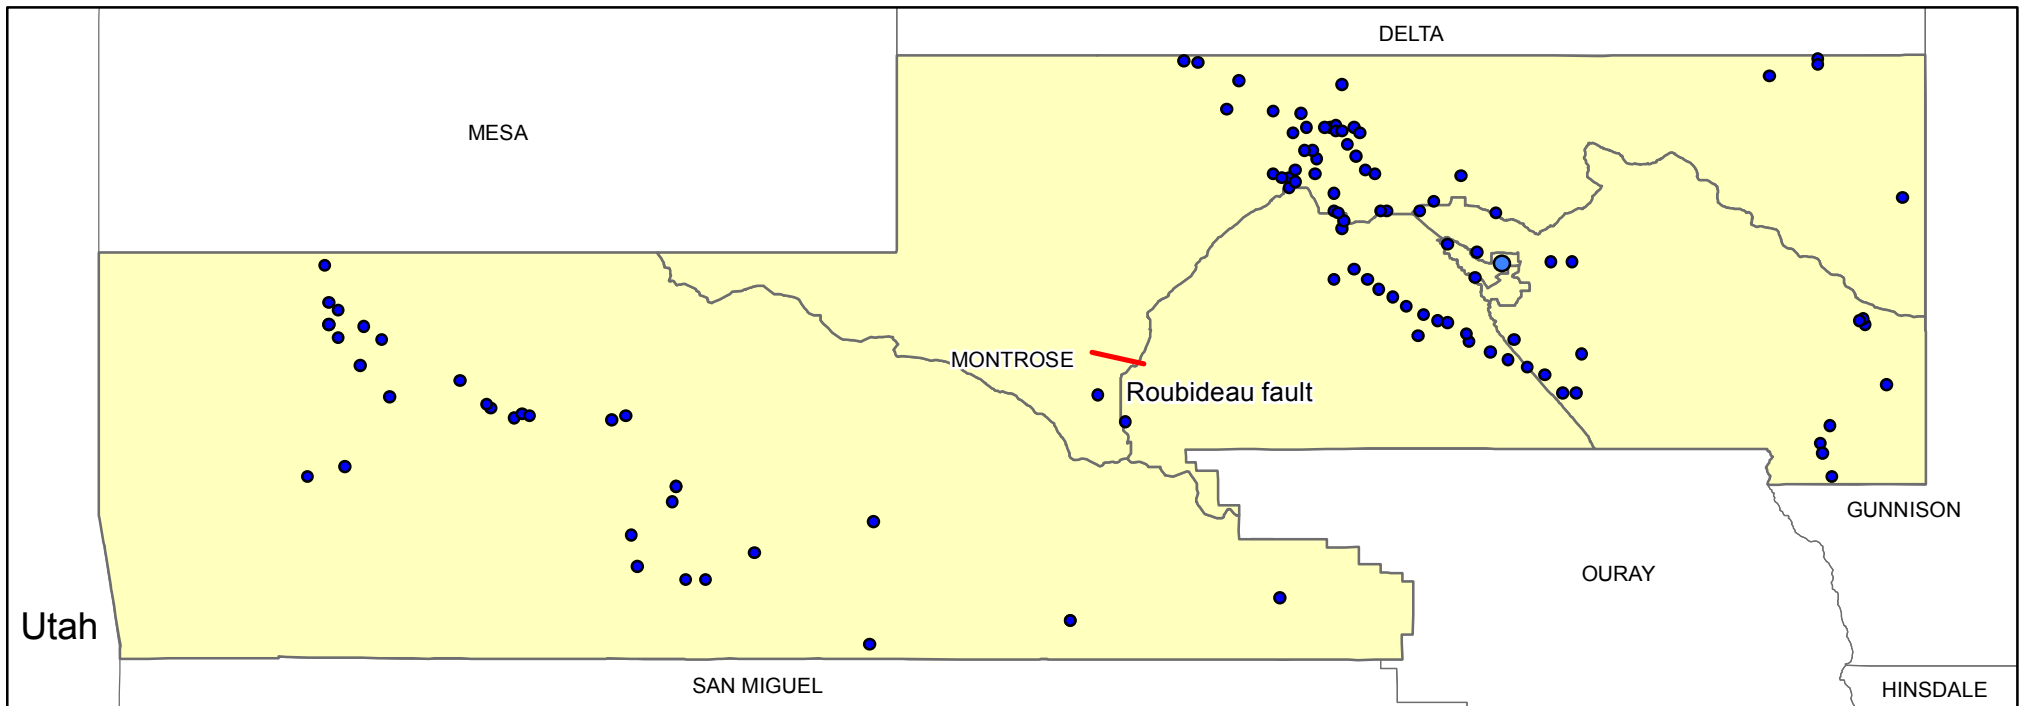 DELTA
MESA
MONTROSE
Roubideau fault
GUNNISON
OURAY
Utah
SAN MIGUEL
HINSDALE